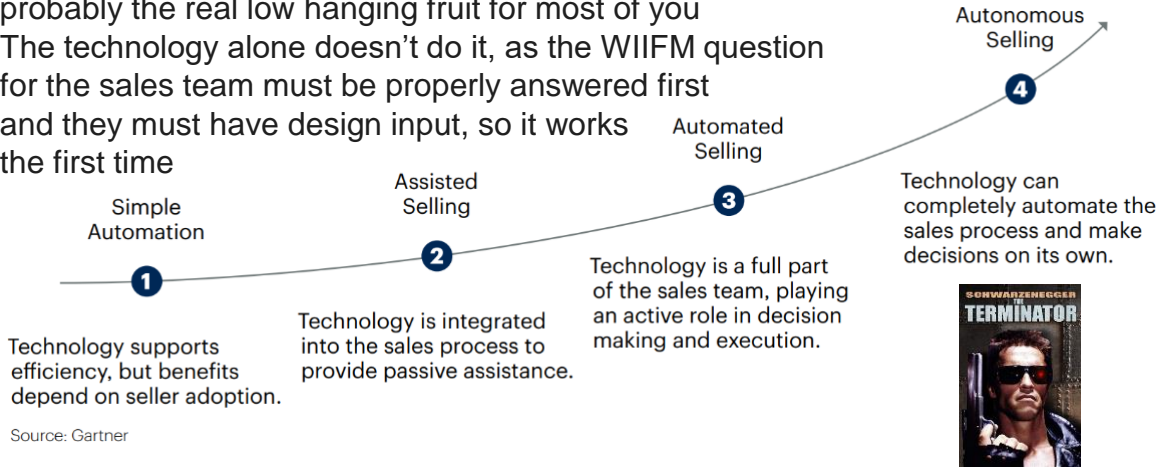 probably the real low hanging fruit for most of you
The technology alone doesn’t do it, as the WIIFM question
for the sales team must be properly answered first
and they must have design input, so it works
the first time
Simple
Automation
1
Technology supports
efficiency, but benefits
depend on seller adoption.
Assisted
Selling
2
Technology is integrated
into the sales process to
provide passive assistance.
Automated
Selling
3
Technology is a full part
of the sales team, playing
an active role in decision
making and execution.
Autonomous
Selling
4
Technology can
completely automate the
sales process and make
decisions on its own.
SCHWARZENEGGER
THE
TERMINATOR
Source: Gartner